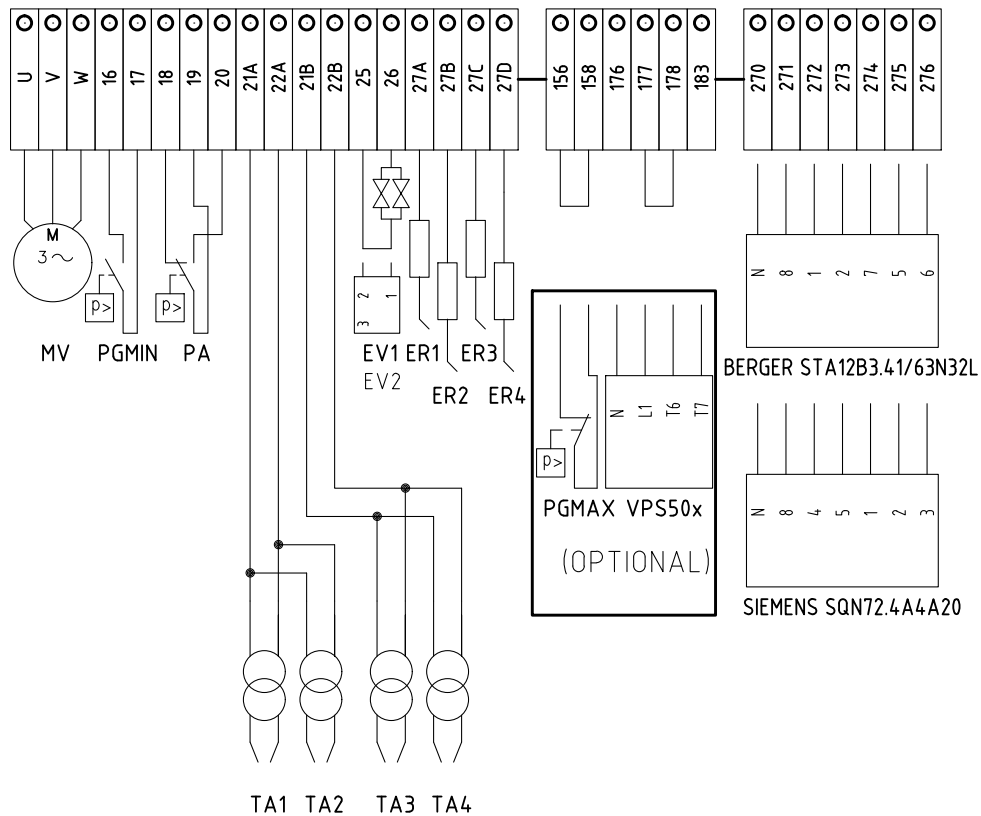 U V W 16 17 18 19 20 21A 22A 21B 22B 25 26 27A 27B 27C 27D 156 158 176 177 178 183 270 271 272 273 274 275 276
M
3~
P> P>
2 1
3
N 8 1 2 7 5 6
MV PGMIN PA EV1 ER1 ER3
EV2
ER2 ER4
BERGER STA12B3.41/63N32L
N L1 T6 T7
P>
PGMAX VPS50x
(OPTIONAL)
N 8 4 5 1 2 3
SIEMENS SQN72.4A4A20
TA1 TA2 TA3 TA4